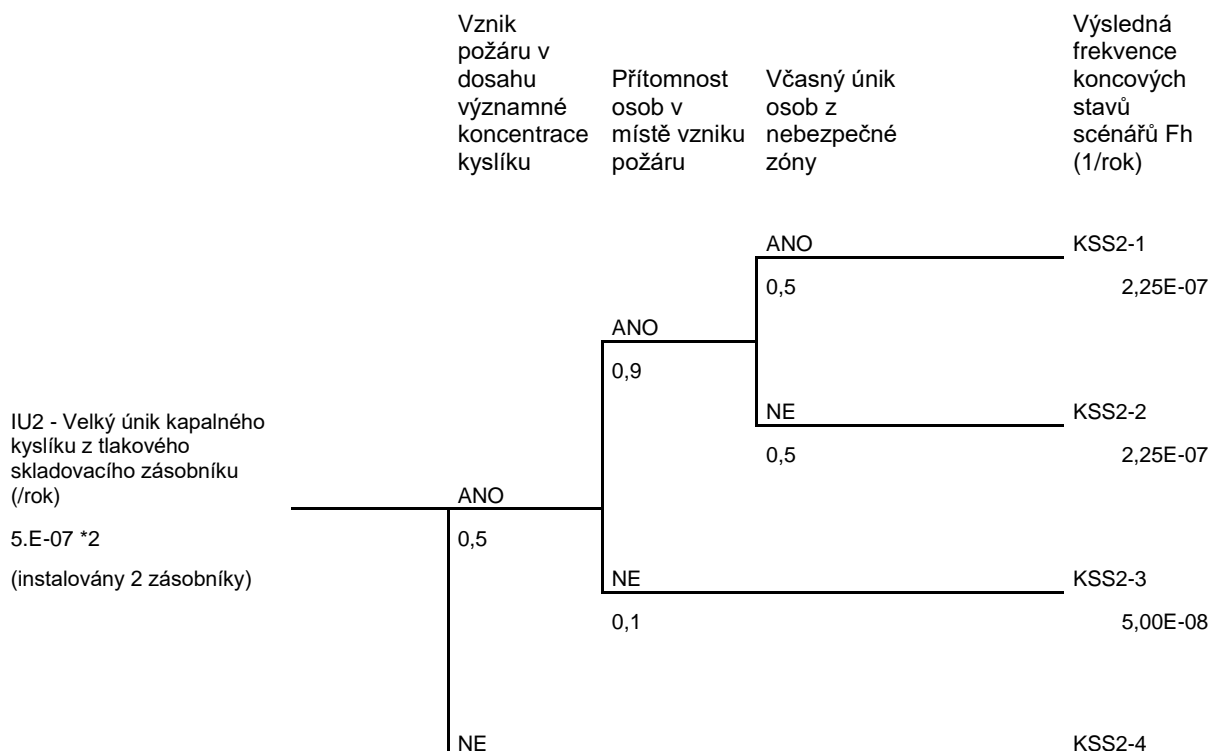 Vznik
požáru v
dosahu
významné
koncentrace
kyslíku
Přítomnost
osob v
místě vzniku
požáru
Včasný únik
osob z
nebezpečné
zóny
Výsledná
frekvence
koncových
stavů
scénářů Fh
(1/rok)
ANO
KSS2-1
0,5
2,25E-07
ANO
0,9
NE
KSS2-2
0,5
2,25E-07
IU2 - Velký únik kapalného
kyslíku z tlakového
skladovacího zásobníku
(/rok)
5.E-07 *2
(instalovány 2 zásobníky)
ANO
0,5
NE
KSS2-3
0,1
5,00E-08
NE
KSS2-4